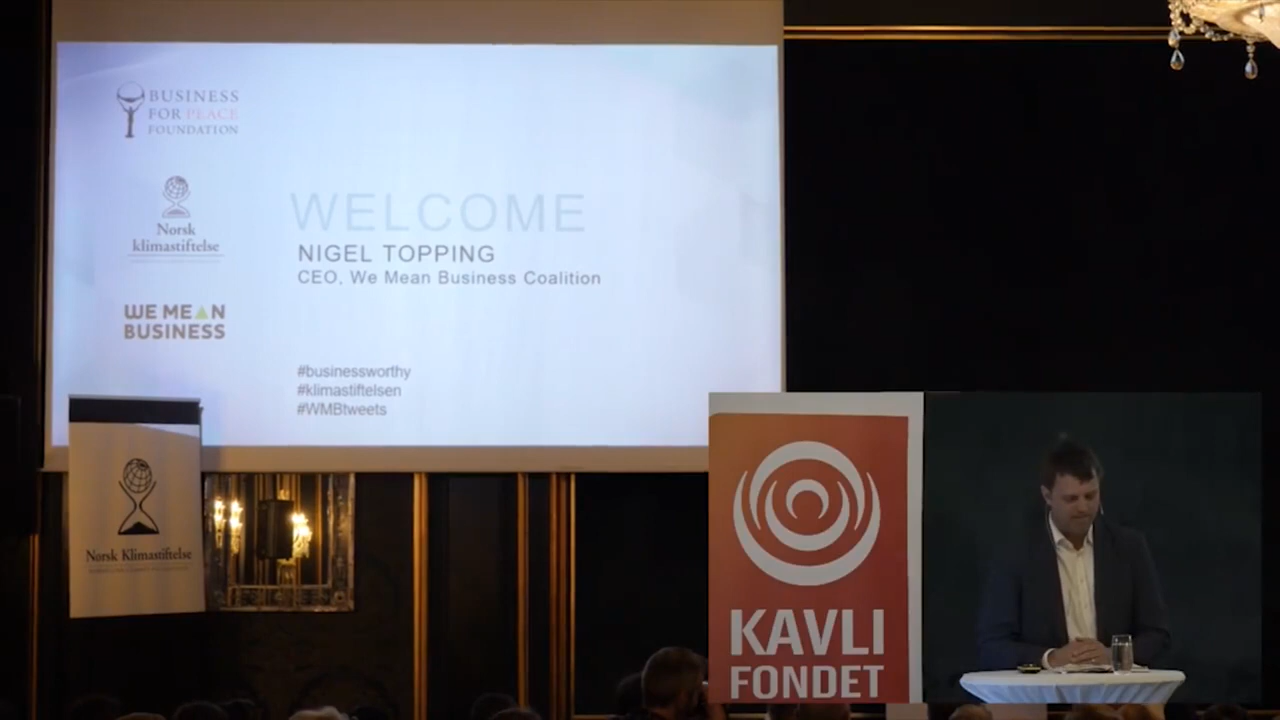 BUSINESS
FOR PEACE
FOUNDATION
Norsk
klimastiftelse
WE MEAN
BUSINESS
WELCOME
NIGEL TOPPING
CEO, We Mean Business Coalition
#businessworthy
#klimastiftelsen
#WMBtweets
Norsk Klimastiftelse
KAVLI
FONDET